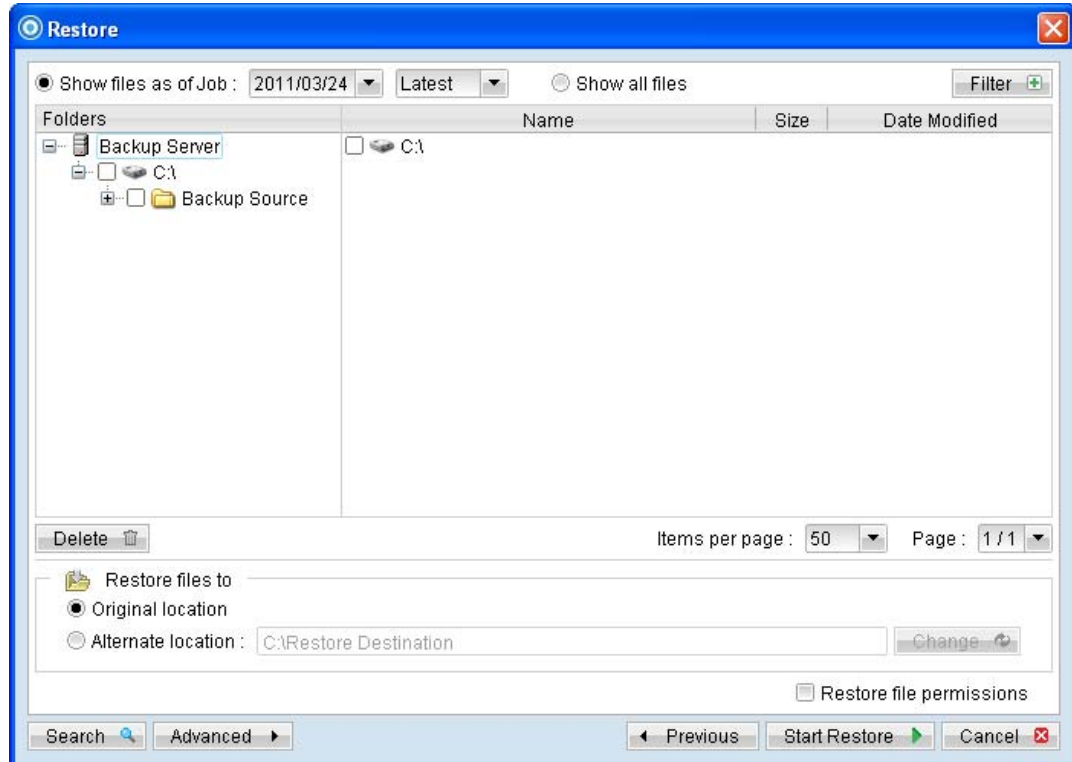 Restore
Show files as of Job : 2011/03/24 Latest Show all files Filter
Folders Name Size Date Modified
Backup Server C:\
C:\
Backup Source
Delete Items per page : 50 Page : 1 / 1
Restore files to
Original location
Alternate location : C:\Restore Destination Change
Restore file permissions
Search Advanced Previous Start Restore Cancel